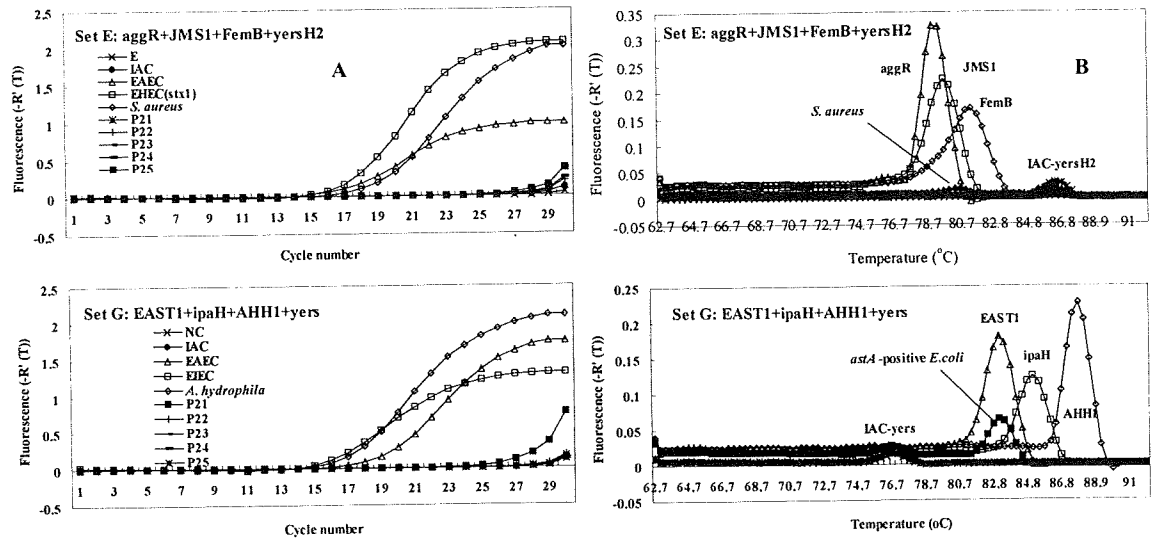 Set E: aggR+JMS1+FemB+yersH2
A
E
IAC
EAEC
EHEC(stx1)
S. aureus
P21
P22
P23
P24
P25
Fluorescence (-R' (T))
2.5
2
1.5
1
0.5
0
-0.5
1 3 5 7 9 11 13 15 17 19 21 23 25 27 29
Cycle number
Set E: aggR+JMS1+FemB+yersH2
B
aggR
JMS1
S. aureus
FemB
IAC-yersH2
Fluorescence (-R' (T))
0.35
0.3
0.25
0.2
0.15
0.1
0.05
0
-0.05
62.7 64.7 66.7 68.7 70.7 72.7 74.7 76.7 78.9 80.1 82.8 84.8 86.8 88.9 91
Temperature (°C)
Set G: EAST1+ipaH+AHH1+yers
NC
IAC
EAEC
EIEC
A. hydrophila
P21
P22
P23
P24
P25
Fluorescence (-R' (T))
2.5
2
1.5
1
0.5
0
-0.5
1 3 5 7 9 11 13 15 17 19 21 23 25 27 29
Cycle number
Set G: EAST1+ipaH+AHH1+yers
EAST1
astA-positive E.coli
ipaH
AHH1
IAC-yers
Fluorescence (-R' (T))
0.25
0.2
0.15
0.1
0.05
0
-0.05
62.7 64.7 66.7 68.7 70.7 72.7 74.7 76.7 78.7 80.7 82.8 84.8 86.8 88.9 91
Temperature (oC)